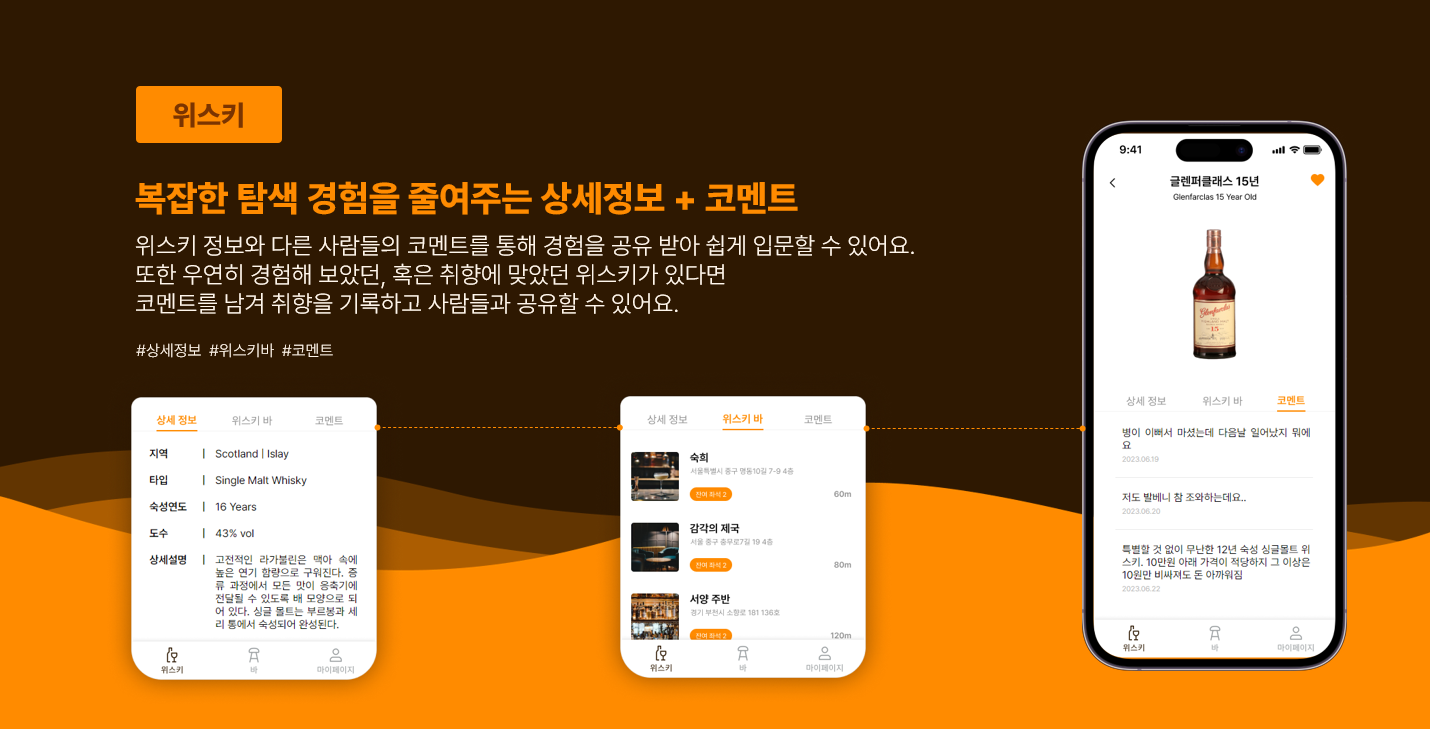 위스키
복잡한 탐색 경험을 줄여주는 상세정보 + 코멘트
위스키 정보와 다른 사람들의 코멘트를 통해 경험을 공유 받아 쉽게 입문할 수 있어요.
또한 우연히 경험해 보았던, 혹은 취향에 맞았던 위스키가 있다면
코멘트를 남겨 취향을 기록하고 사람들과 공유할 수 있어요.
#상세정보 #위스키바 #코멘트
상세 정보 위스키 바 코멘트
지역 | Scotland | Islay
타입 | Single Malt Whisky
숙성연도 | 16 Years
도수 | 43% vol
상세설명 | 고전적인 라가불린은 맥아 속에
높은 연기 함량으로 구워진다. 증
류 과정에서 모든 맛이 응축기에
전달될 수 있도록 배 모양으로 되
어 있다. 싱글 몰트는 부르봉과 세
리 통에서 숙성되어 완성된다.
위스키 바 마이페이지
상세 정보 위스키 바 코멘트
숙희
서울특별시 중구 명동10길 7-9 4층
잔여 좌석 2 60m
감각의 제국
서울 중구 충무로7길 19 4층
잔여 좌석 2 80m
서양 주반
경기 부천시 소향로 181 136호
잔여 좌석 2 120m
위스키 바 마이페이지
9:41
글렌퍼클래스 15년
Glenfarclas 15 Year Old
Glenfarclas
15
상세 정보 위스키 바 코멘트
병이 이뻐서 마셨는데 다음날 일어났지 뭐에
요
2023.06.19
저도 발베니 참 조와하는데요..
2023.06.20
특별할 것 없이 무난한 12년 숙성 싱글몰트 위
스키. 10만원 아래 가격이 적당하지 그 이상은
10원만 비싸져도 돈 아까워짐
2023.06.22
위스키 바 마이페이지